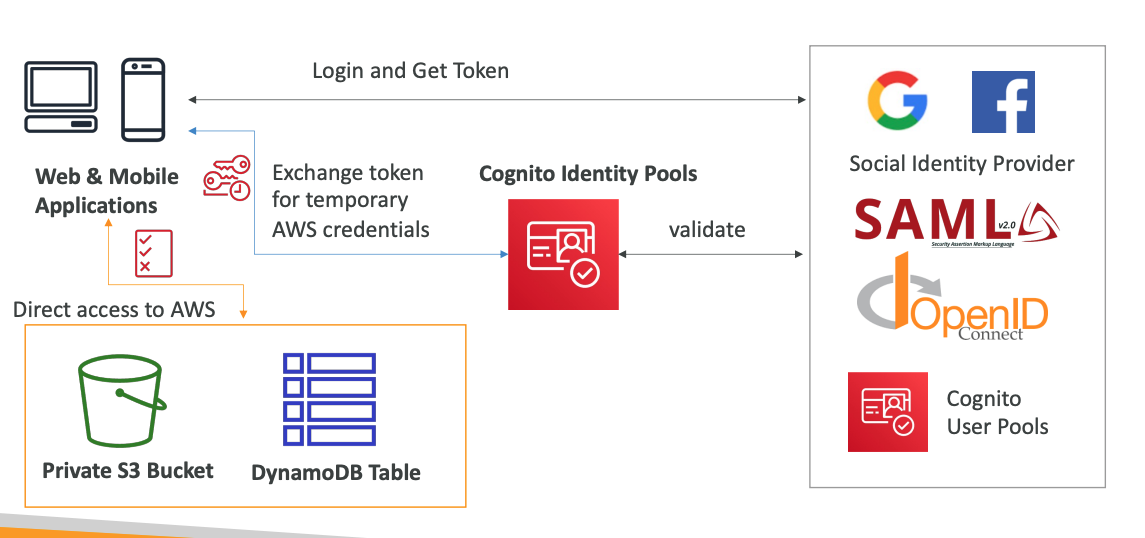 Login and Get Token
Web & Mobile
Applications
Exchange token
for temporary
AWS credentials
Cognito Identity Pools
validate
Social Identity Provider
SAML v2.0
Security Assertion Markup Language
OpenID
Connect
Cognito
User Pools
Direct access to AWS
Private S3 Bucket
DynamoDB Table